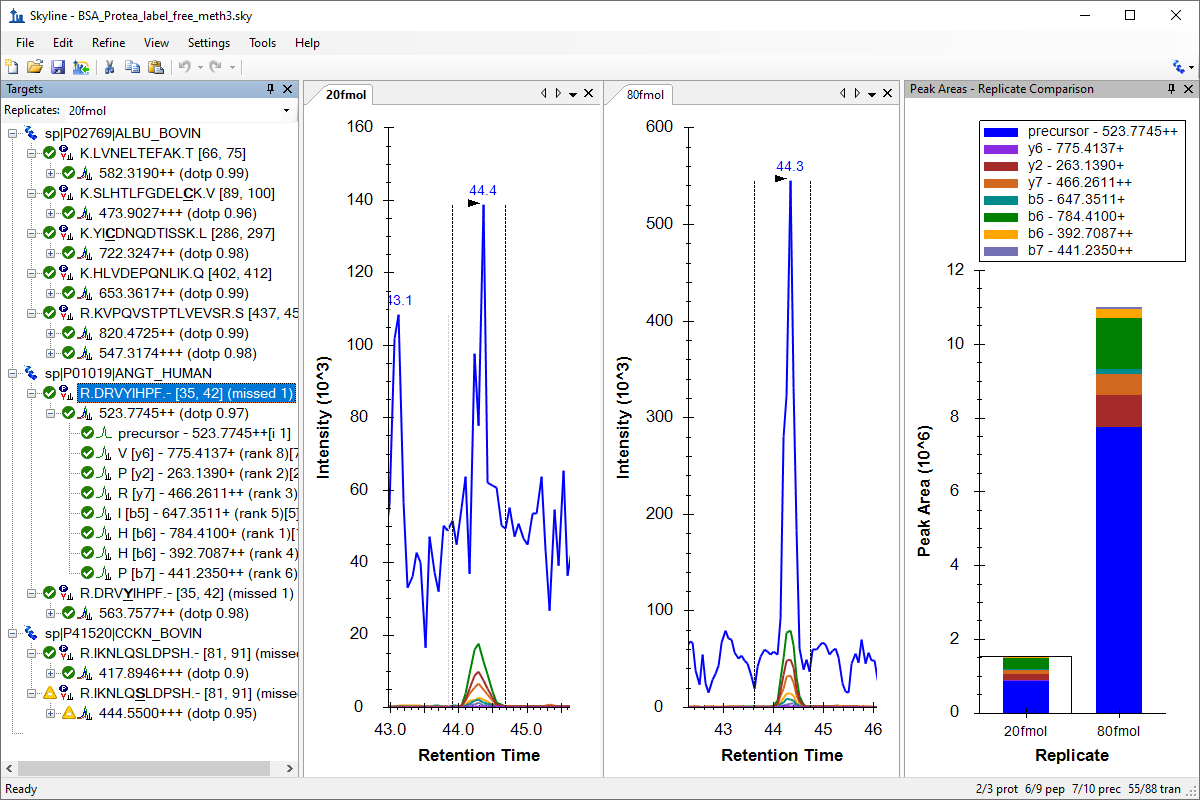 Skyline - BSA_Protea_label_free_meth3.sky
File Edit Refine View Settings Tools Help
Targets
Replicates: 20fmol
sp|P02769|ALBU_BOVIN
K.LVNELTEFAK.T [66, 75]
582.3190++ (dotp 0.99)
K.SLHTLFGDELCK.V [89, 100]
473.9027+++ (dotp 0.96)
K.YICDNQDTISSK.L [286, 297]
722.3247++ (dotp 0.98)
K.HLVDEPQNLIK.Q [402, 412]
653.3617++ (dotp 0.99)
R.KVPQVSTPTLVEVSR.S [437, 45
820.4725++ (dotp 0.99)
547.3174+++ (dotp 0.98)
sp|P01019|ANGT_HUMAN
R.DRVYIHPF.- [35, 42] (missed 1)
523.7745++ (dotp 0.97)
precursor - 523.7745++[i 1]
V [y6] - 775.4137+ (rank 8)[7
P [y2] - 263.1390+ (rank 2)[2
R [y7] - 466.2611++ (rank 3)
I [b5] - 647.3511+ (rank 5)[5]
H [b6] - 784.4100+ (rank 1)[
H [b6] - 392.7087++ (rank 4)
P [b7] - 441.2350++ (rank 6)
R.DRVYIHPF.- [35, 42] (missed 1)
563.7577++ (dotp 0.98)
sp|P41520|CCKN_BOVIN
R.IKNLQSLDPSH.- [81, 91] (misse
417.8946+++ (dotp 0.9)
R.IKNLQSLDPSH.- [81, 91] (misse
444.5500+++ (dotp 0.95)
20fmol
160
140
120
100
80
60
40
20
0
Intensity (10^3)
43.1
44.4
43.0 44.0 45.0
Retention Time
80fmol
600
500
400
300
200
100
0
Intensity (10^3)
44.3
43 44 45 46
Retention Time
Peak Areas - Replicate Comparison
precursor - 523.7745++
y6 - 775.4137+
y2 - 263.1390+
y7 - 466.2611++
b5 - 647.3511+
b6 - 784.4100+
b6 - 392.7087++
b7 - 441.2350++
12
10
8
6
4
2
0
Peak Area (10^6)
20fmol 80fmol
Replicate
Ready
2/3 prot 6/9 pep 7/10 prec 55/88 tran